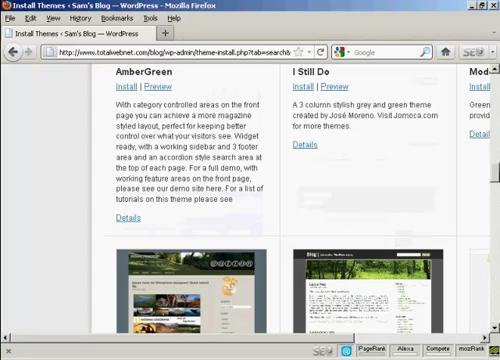 Install Themes < Sam's Blog — WordPress - Mozilla Firefox
File Edit View History Bookmarks Tools Help
Install Themes < Sam's Blog — WordPress
http://www.totalwebnet.com/blog/wp-admin/theme-install.php?tab=search&
Google
AmberGreen
Install | Preview
With category controlled areas on the front
page you can achieve a more magazine
styled layout, perfect for keeping better
control over what your visitors see. Widget
ready, with a working sidebar and 3 footer
area and an accordion style search area at
the top of each page. For a full demo, with
working feature areas on the front page,
please see our demo site here. For a list of
tutorials on this theme please see
Details
I Still Do
Install | Preview
A 3 column stylish grey and green theme
created by José Moreno. Visit Jomoca.com
for more themes.
Details
Mod
Install
Green
provid
Details
PageRank Alexa Compete mozRank